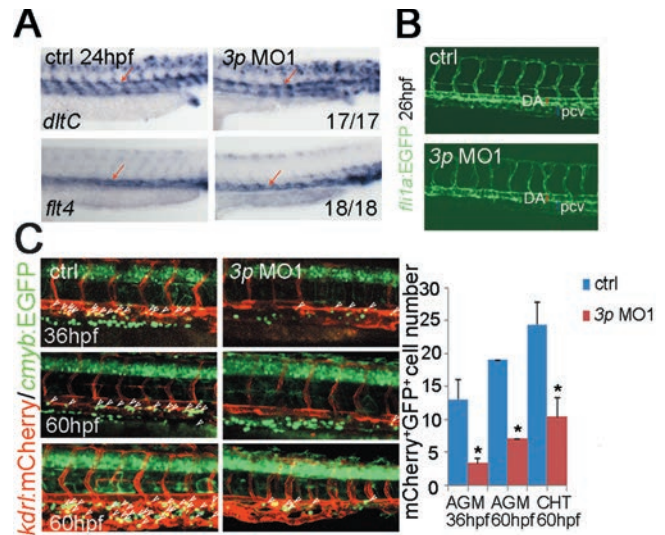 A
ctrl 24hpf
3p MO1
dltC
17/17
flt4
18/18
B
fli1a:EGFP 26hpf
ctrl
DA
pcv
3p MO1
DA
pcv
C
kdrl:mCherry/cmyb:EGFP
ctrl
3p MO1
36hpf
60hpf
60hpf
mCherry+GFP+ cell number
30
25
20
15
10
5
0
* * *
AGM AGM CHT
36hpf 60hpf 60hpf
ctrl
3p MO1